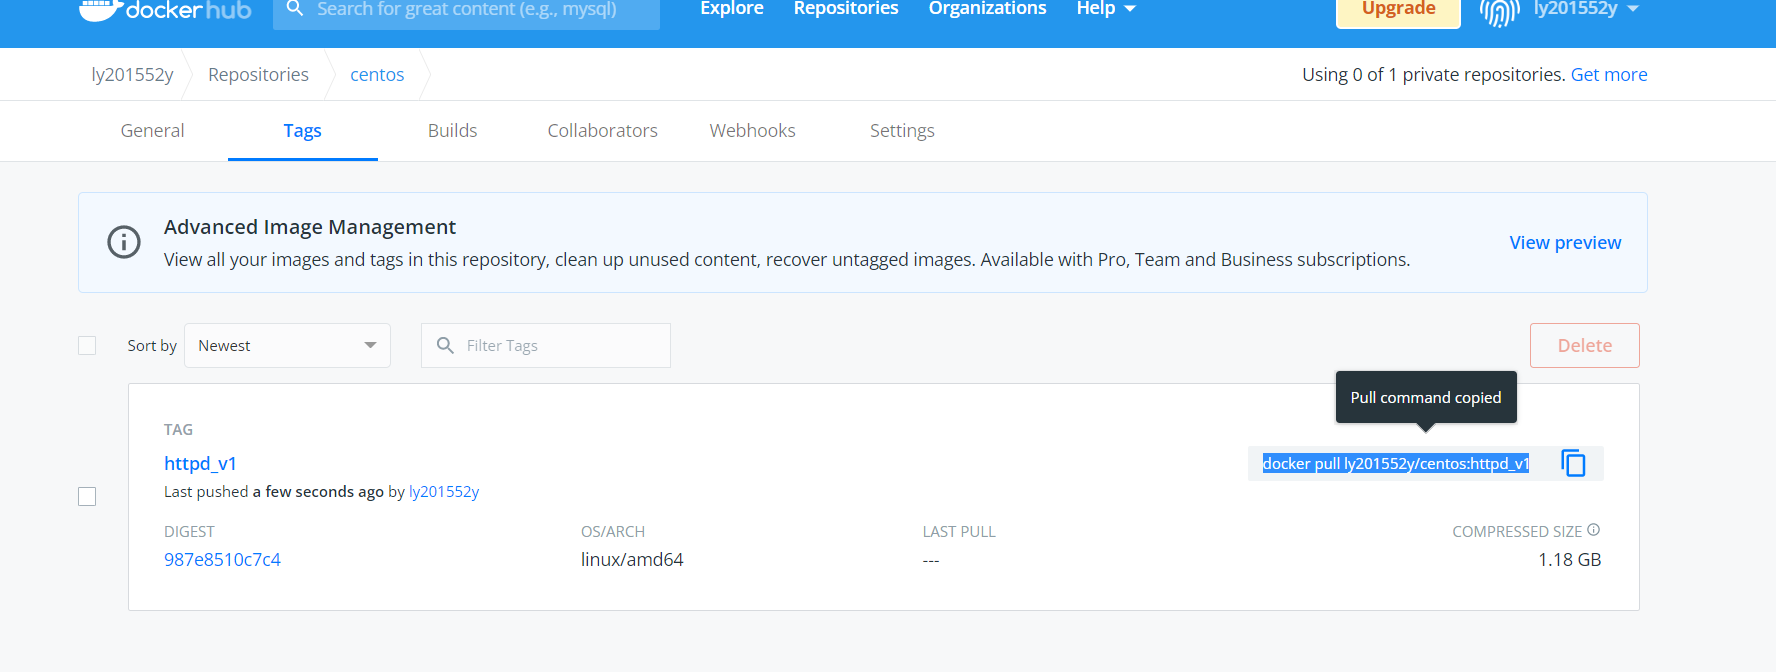 dockerhub Search for great content (e.g., mysql) Explore Repositories Organizations Help Upgrade ly201552y
ly201552y Repositories centos Using 0 of 1 private repositories. Get more
General Tags Builds Collaborators Webhooks Settings
Advanced Image Management
View all your images and tags in this repository, clean up unused content, recover untagged images. Available with Pro, Team and Business subscriptions.
View preview
Sort by Newest Filter Tags Delete
Pull command copied
TAG
httpd_v1 docker pull ly201552y/centos:httpd_v1
Last pushed a few seconds ago by ly201552y
DIGEST OS/ARCH LAST PULL COMPRESSED SIZE
987e8510c7c4 linux/amd64 --- 1.18 GB